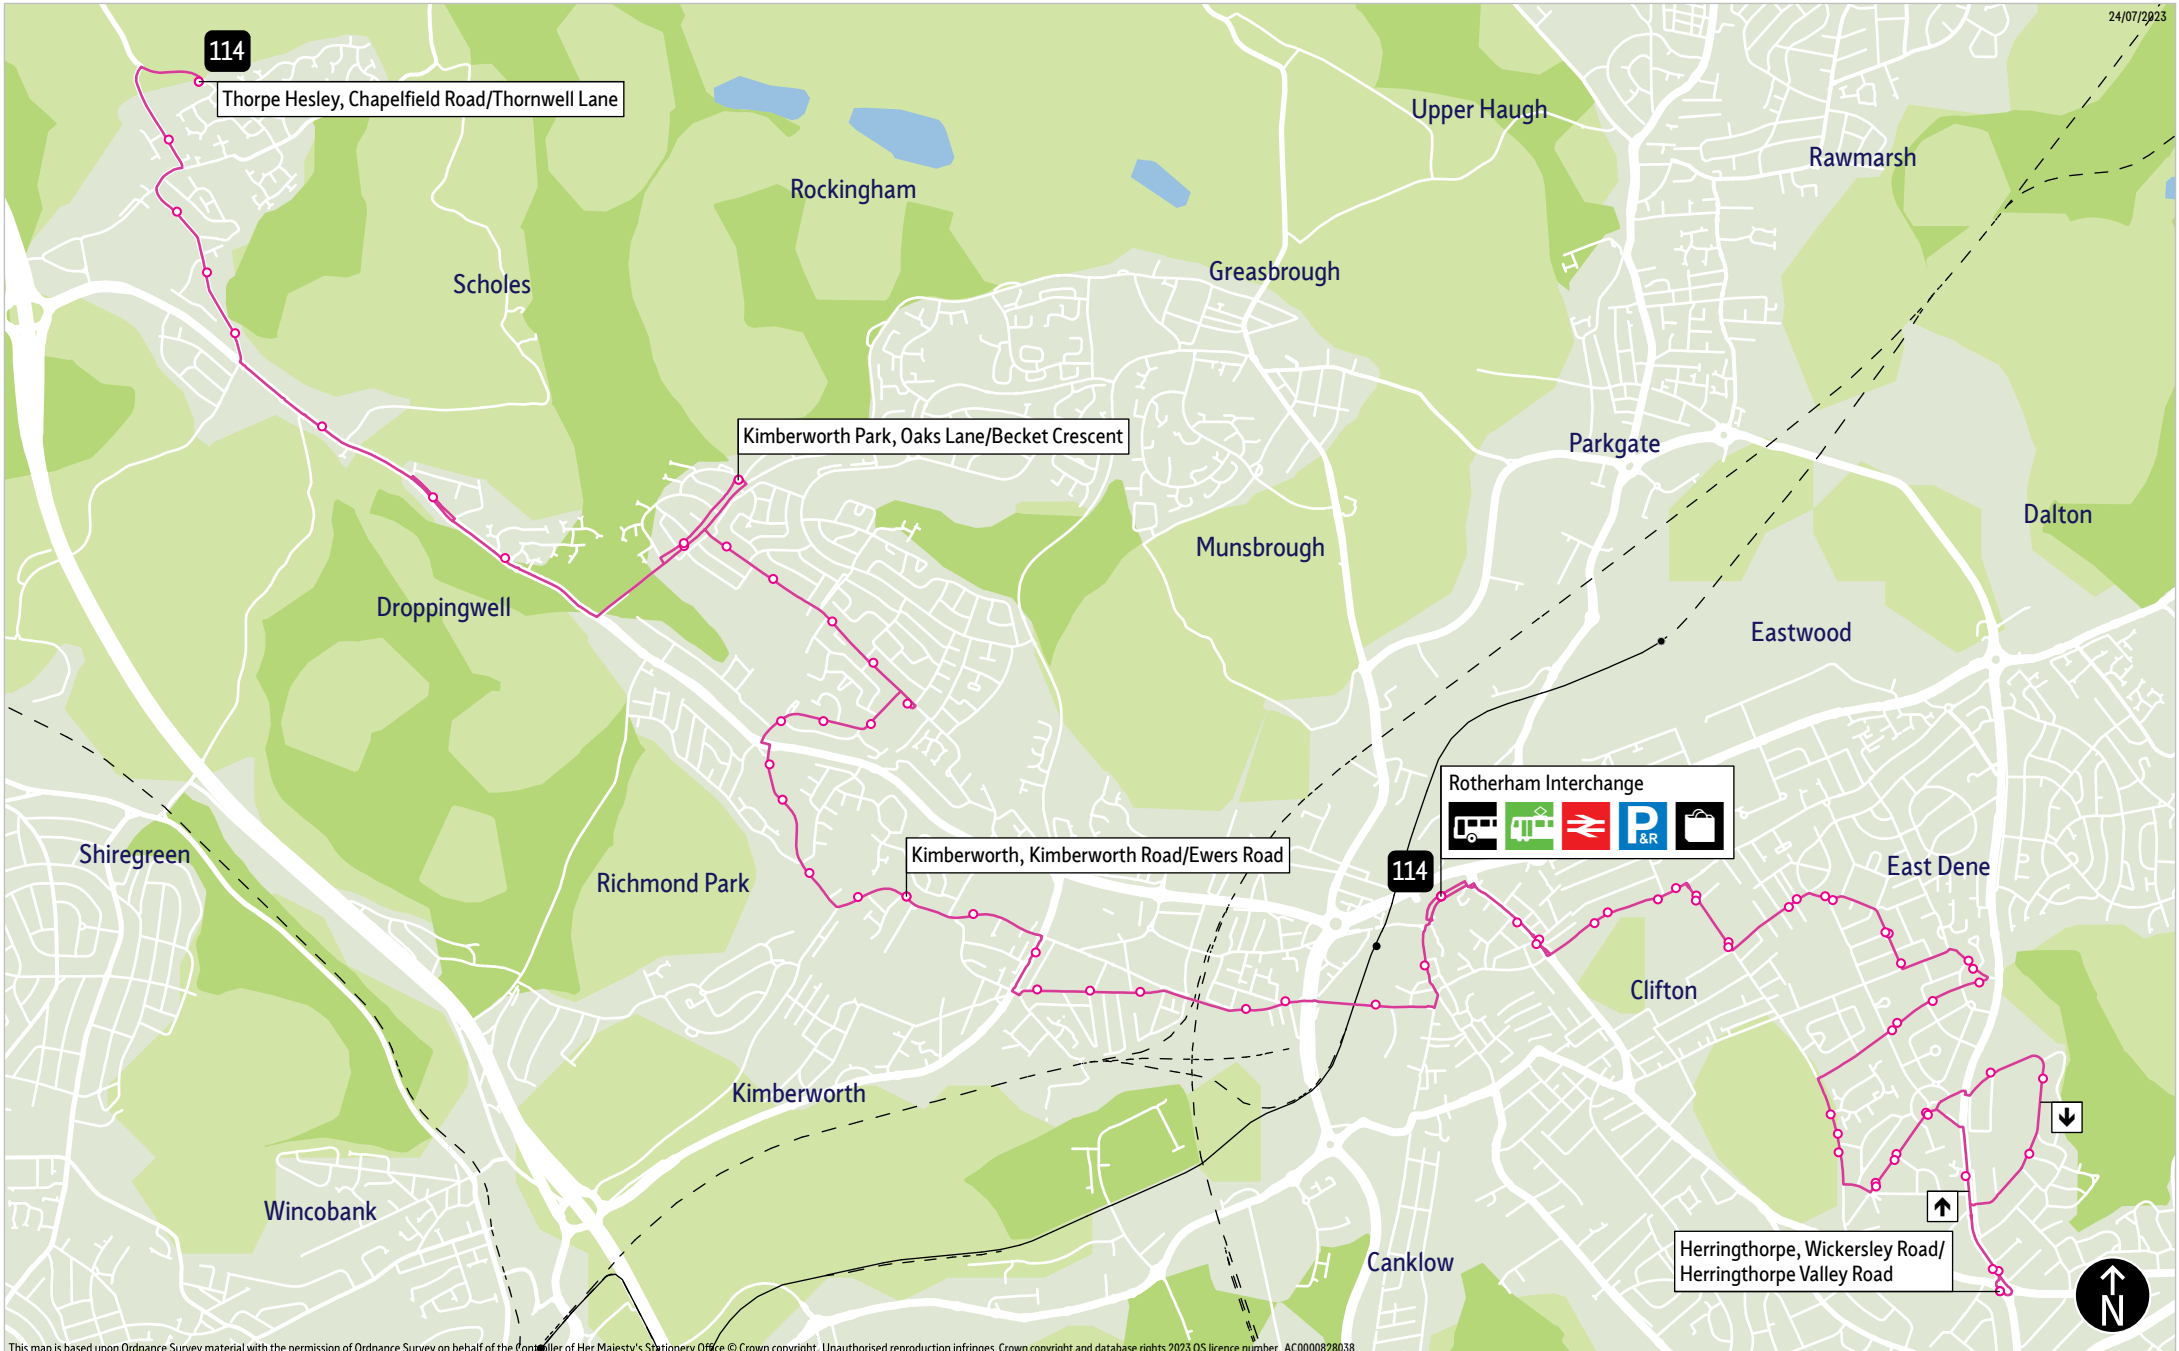 24/07/2023
114
Thorpe Hesley, Chapelfield Road/Thornwell Lane
Upper Haugh
Rawmarsh
Rockingham
Greasbrough
Scholes
Kimberworth Park, Oaks Lane/Becket Crescent
Parkgate
Dalton
Munsbrough
Droppingwell
Eastwood
Rotherham Interchange
P
&R
Shiregreen
Kimberworth, Kimberworth Road/Ewers Road
114
East Dene
Richmond Park
Clifton
Kimberworth
Wincobank
Canklow
Herringthorpe, Wickersley Road/
Herringthorpe Valley Road
N
This map is based upon Ordnance Survey material with the permission of Ordnance Survey on behalf of the Controller of Her Majesty's Stationery Office © Crown copyright. Unauthorised reproduction infringes Crown copyright and database rights 2023 OS licence number AC0000828038